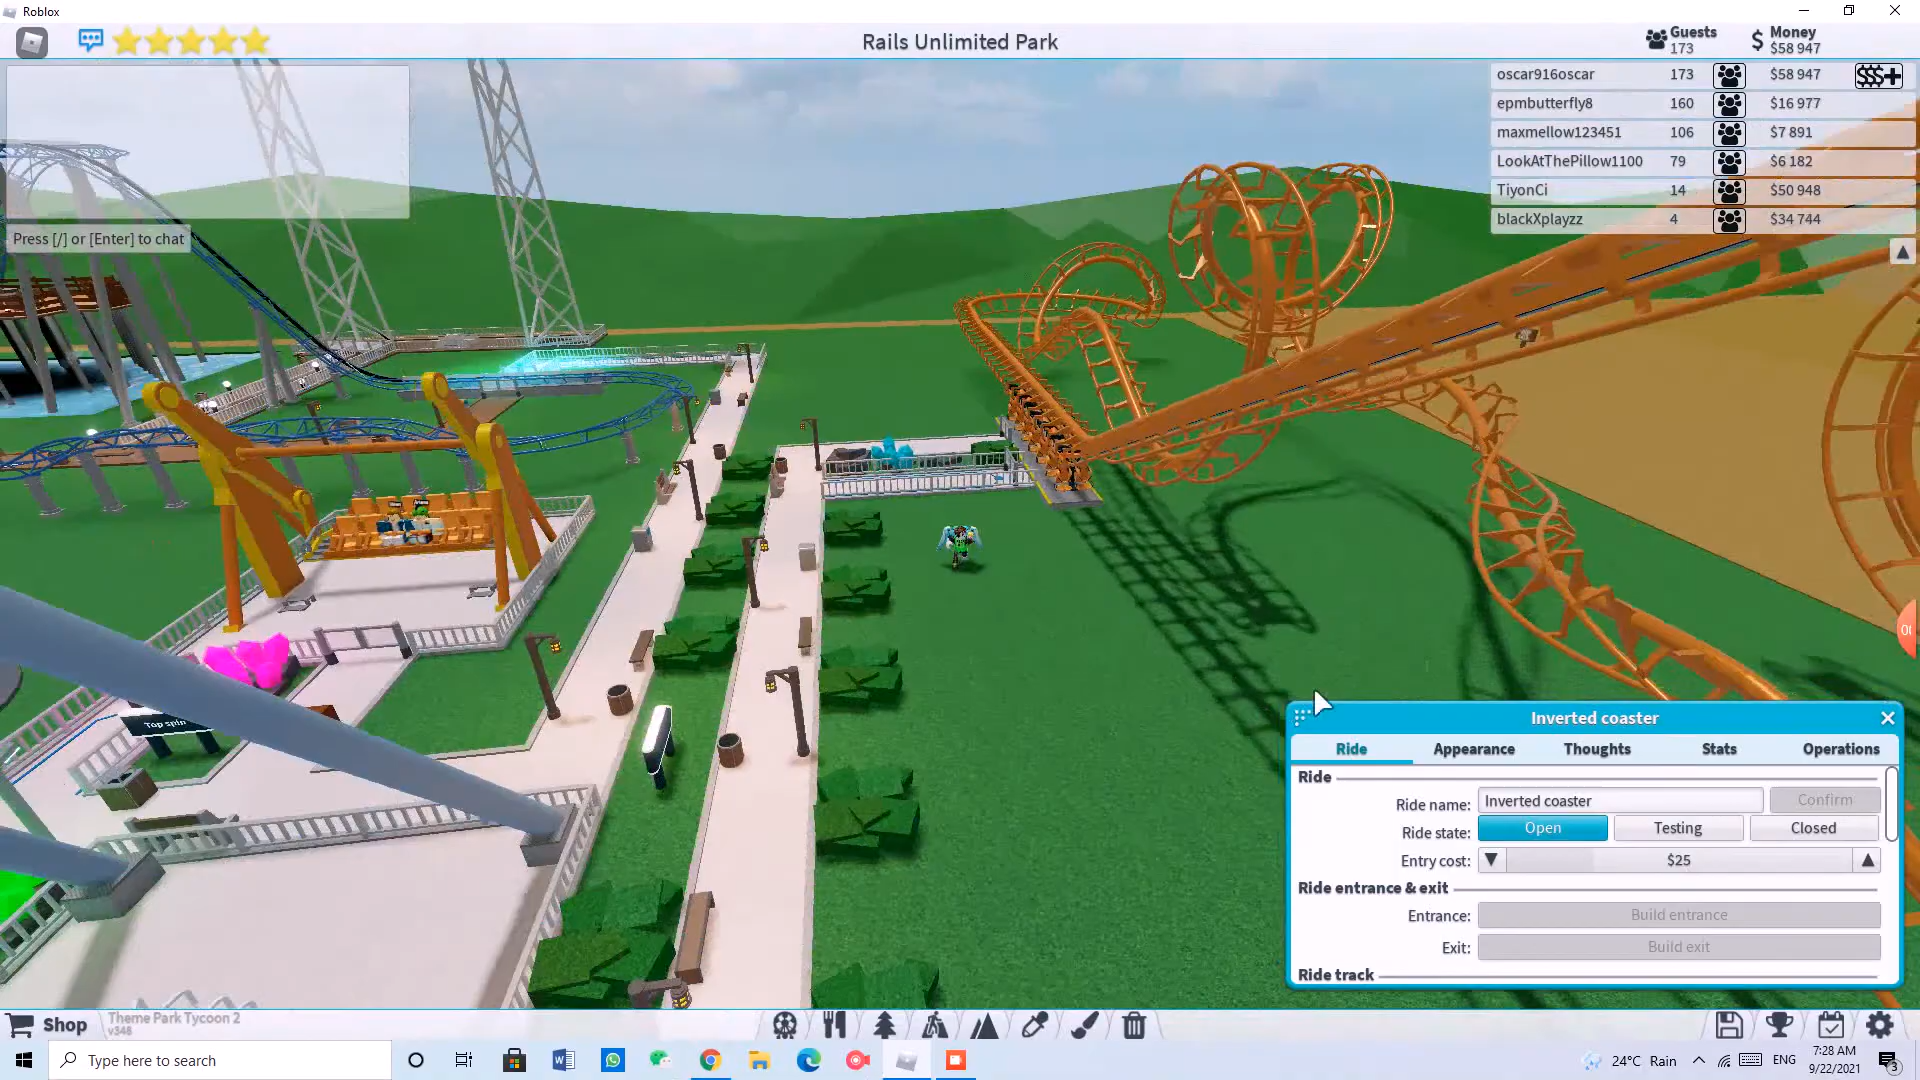 Roblox
Rails Unlimited Park
Guests
173
Money
$58 947
oscar916oscar 173 $58 947 $$$+
epmbutterfly8 160 $16 977
maxmellow123451 106 $7 891
LookAtThePillow1100 79 $6 182
TiyonCi 14 $50 948
blackXplayzz 4 $34 744
Press [/] or [Enter] to chat
Top spin
Inverted coaster
Ride Appearance Thoughts Stats Operations
Ride
Ride name: Inverted coaster Confirm
Ride state: Open Testing Closed
Entry cost: $25
Ride entrance & exit
Entrance: Build entrance
Exit: Build exit
Ride track
Shop
Theme Park Tycoon 2
v348
Type here to search
24°C Rain
ENG
7:28 AM
9/22/2021
3